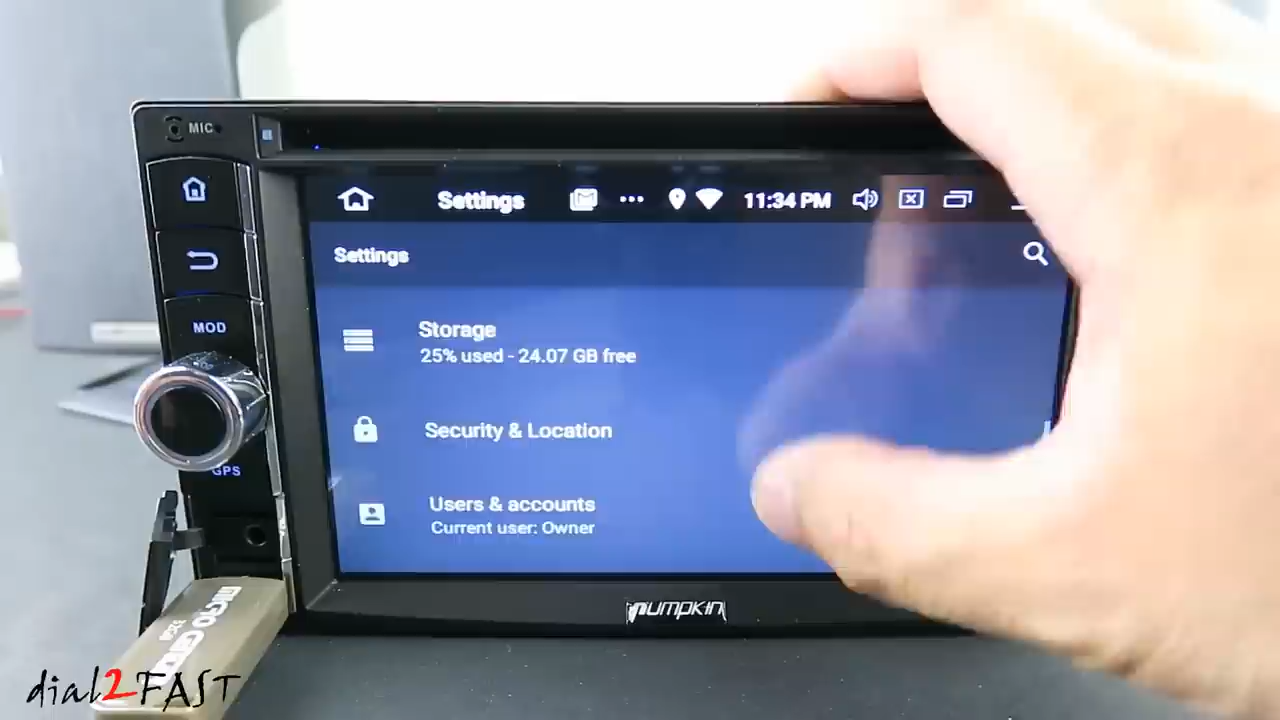 MIC
Settings
11:34 PM
Settings
MOD
Storage
25% used - 24.07 GB free
Security & Location
GPS
Users & accounts
Current user: Owner
PUMPKIN
32GB
dial2FAST